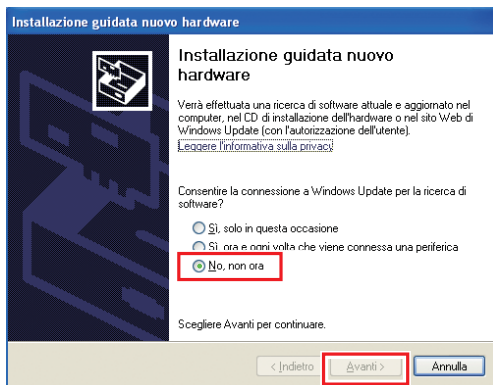 Installazione guidata nuovo hardware
Installazione guidata nuovo
hardware
Verrà effettuata una ricerca di software attuale e aggiornato nel
computer, nel CD di installazione dell'hardware o nel sito Web di
Windows Update (con l'autorizzazione dell'utente).
Leggere l'informativa sulla privacy
Consentire la connessione a Windows Update per la ricerca di
software?
Sì, solo in questa occasione
Sì, ora e ogni volta che viene connessa una periferica
No, non ora
Scegliere Avanti per continuare.
< Indietro Avanti > Annulla